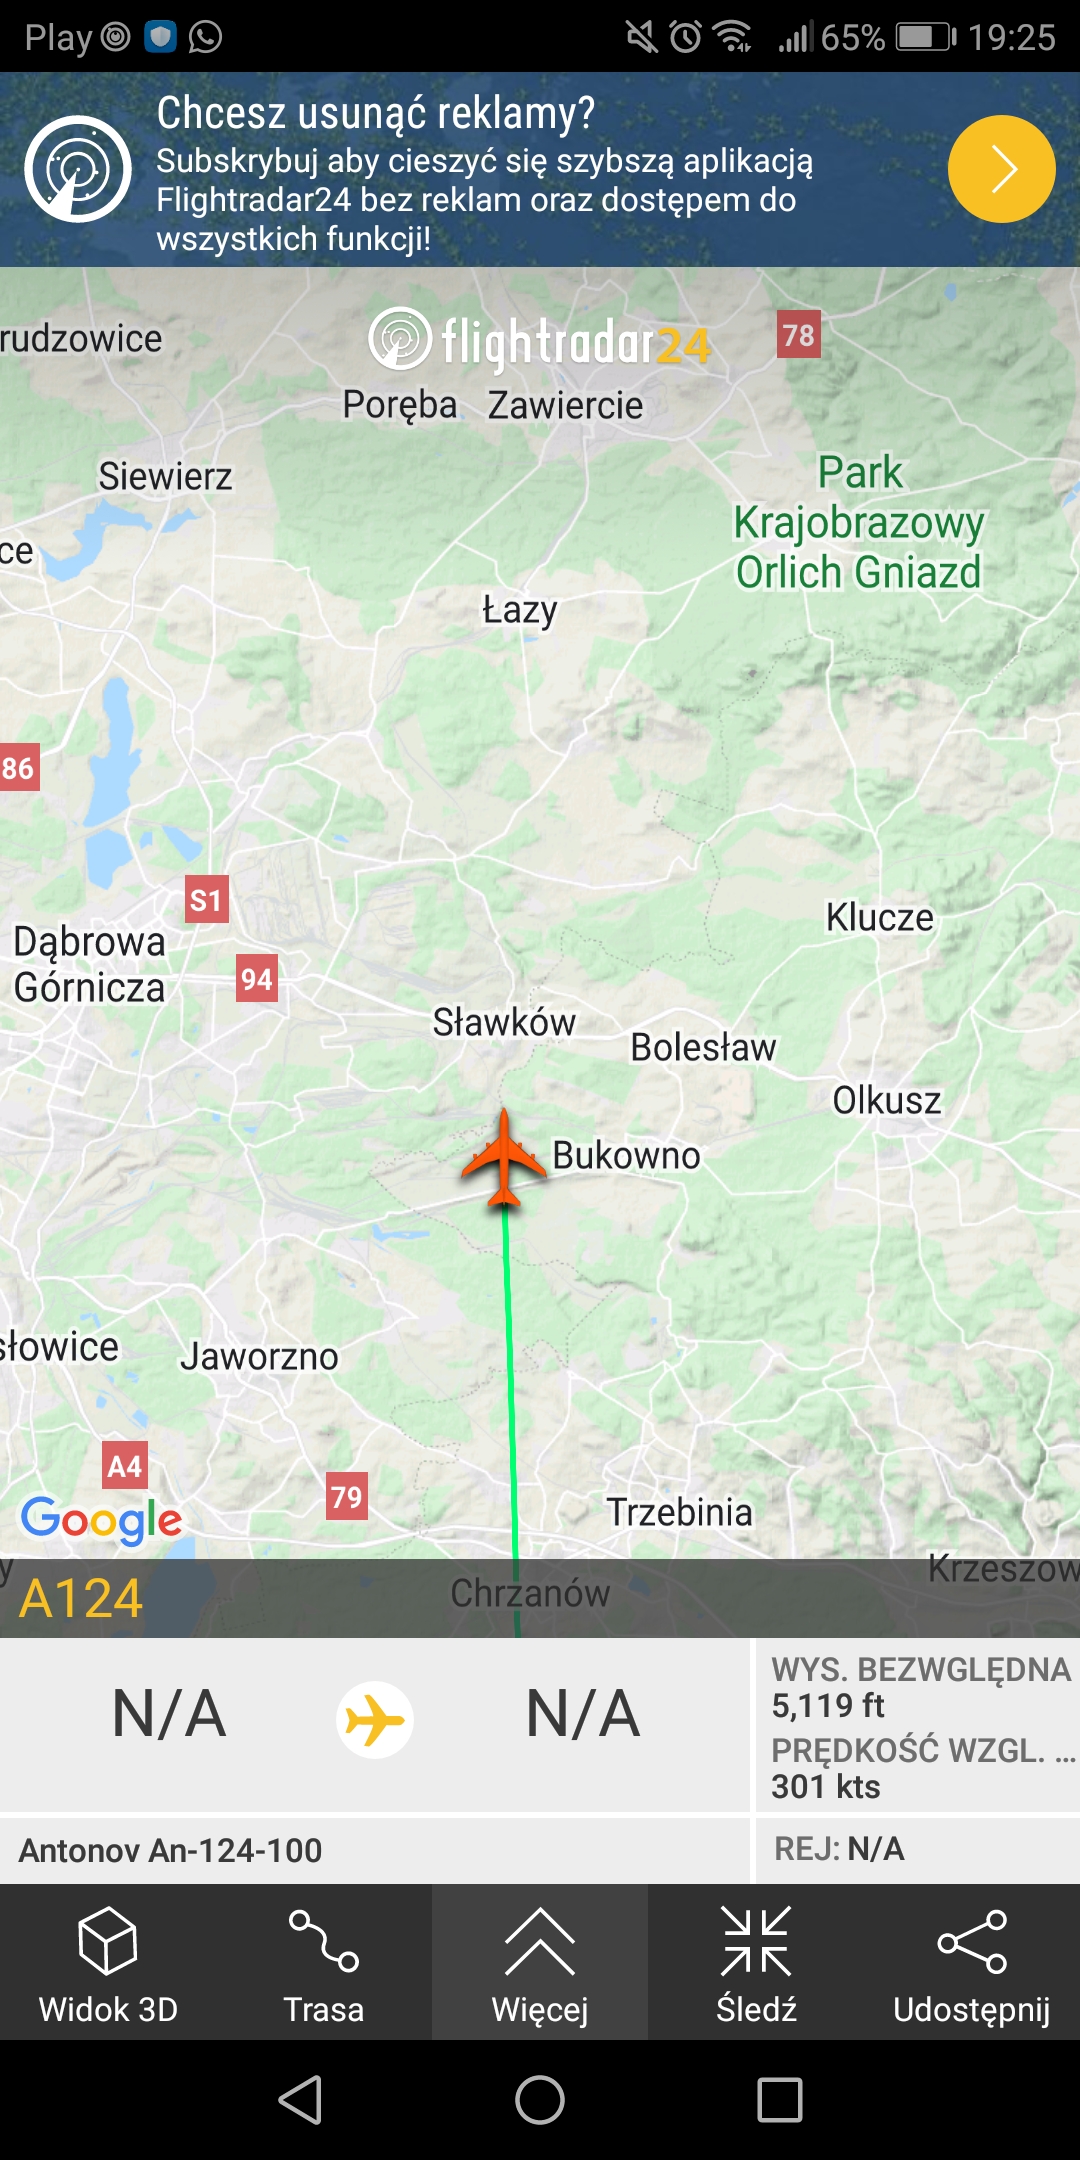 Play 65% 19:25
Chcesz usunąć reklamy?
Subskrybuj aby cieszyć się szybszą aplikacją
Flightradar24 bez reklam oraz dostępem do
wszystkich funkcji!
rudzowice
flightradar24
78
Poręba
Zawiercie
Siewierz
Park
Krajobrazowy
Orlich Gniazd
ce
Łazy
86
S1
Klucze
Dąbrowa
Górnicza
94
Sławków
Bolesław
Olkusz
Bukowno
słowice
Jaworzno
A4
79
Trzebinia
Google
y
Krzeszow
A124
Chrzanów
N/A
N/A
WYS. BEZWGLĘDNA
5,119 ft
PRĘDKOŚĆ WZGL. ...
301 kts
Antonov An-124-100
REJ: N/A
Widok 3D
Trasa
Więcej
Śledź
Udostępnij